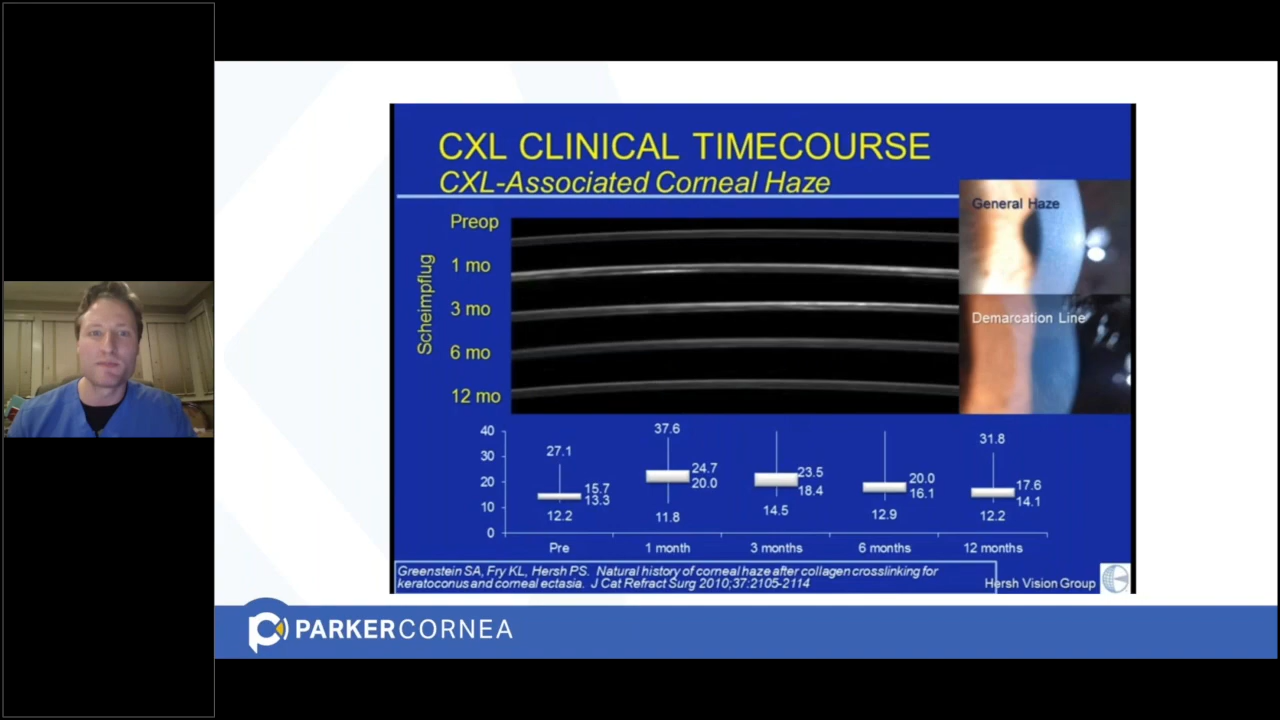 CXL CLINICAL TIMECOURSE
CXL-Associated Corneal Haze
General Haze
Demarcation Line
Scheimpflug
Preop
1 mo
3 mo
6 mo
12 mo
40
30
20
10
0
27.1
15.7
13.3
12.2
37.6
24.7
20.0
11.8
23.5
18.4
14.5
20.0
16.1
12.9
31.8
17.6
14.1
12.2
Pre
1 month
3 months
6 months
12 months
Greenstein SA, Fry KL, Hersh PS. Natural history of corneal haze after collagen crosslinking for
keratoconus and corneal ectasia. J Cat Refract Surg 2010;37:2105-2114
Hersh Vision Group
PARKERCORNEA